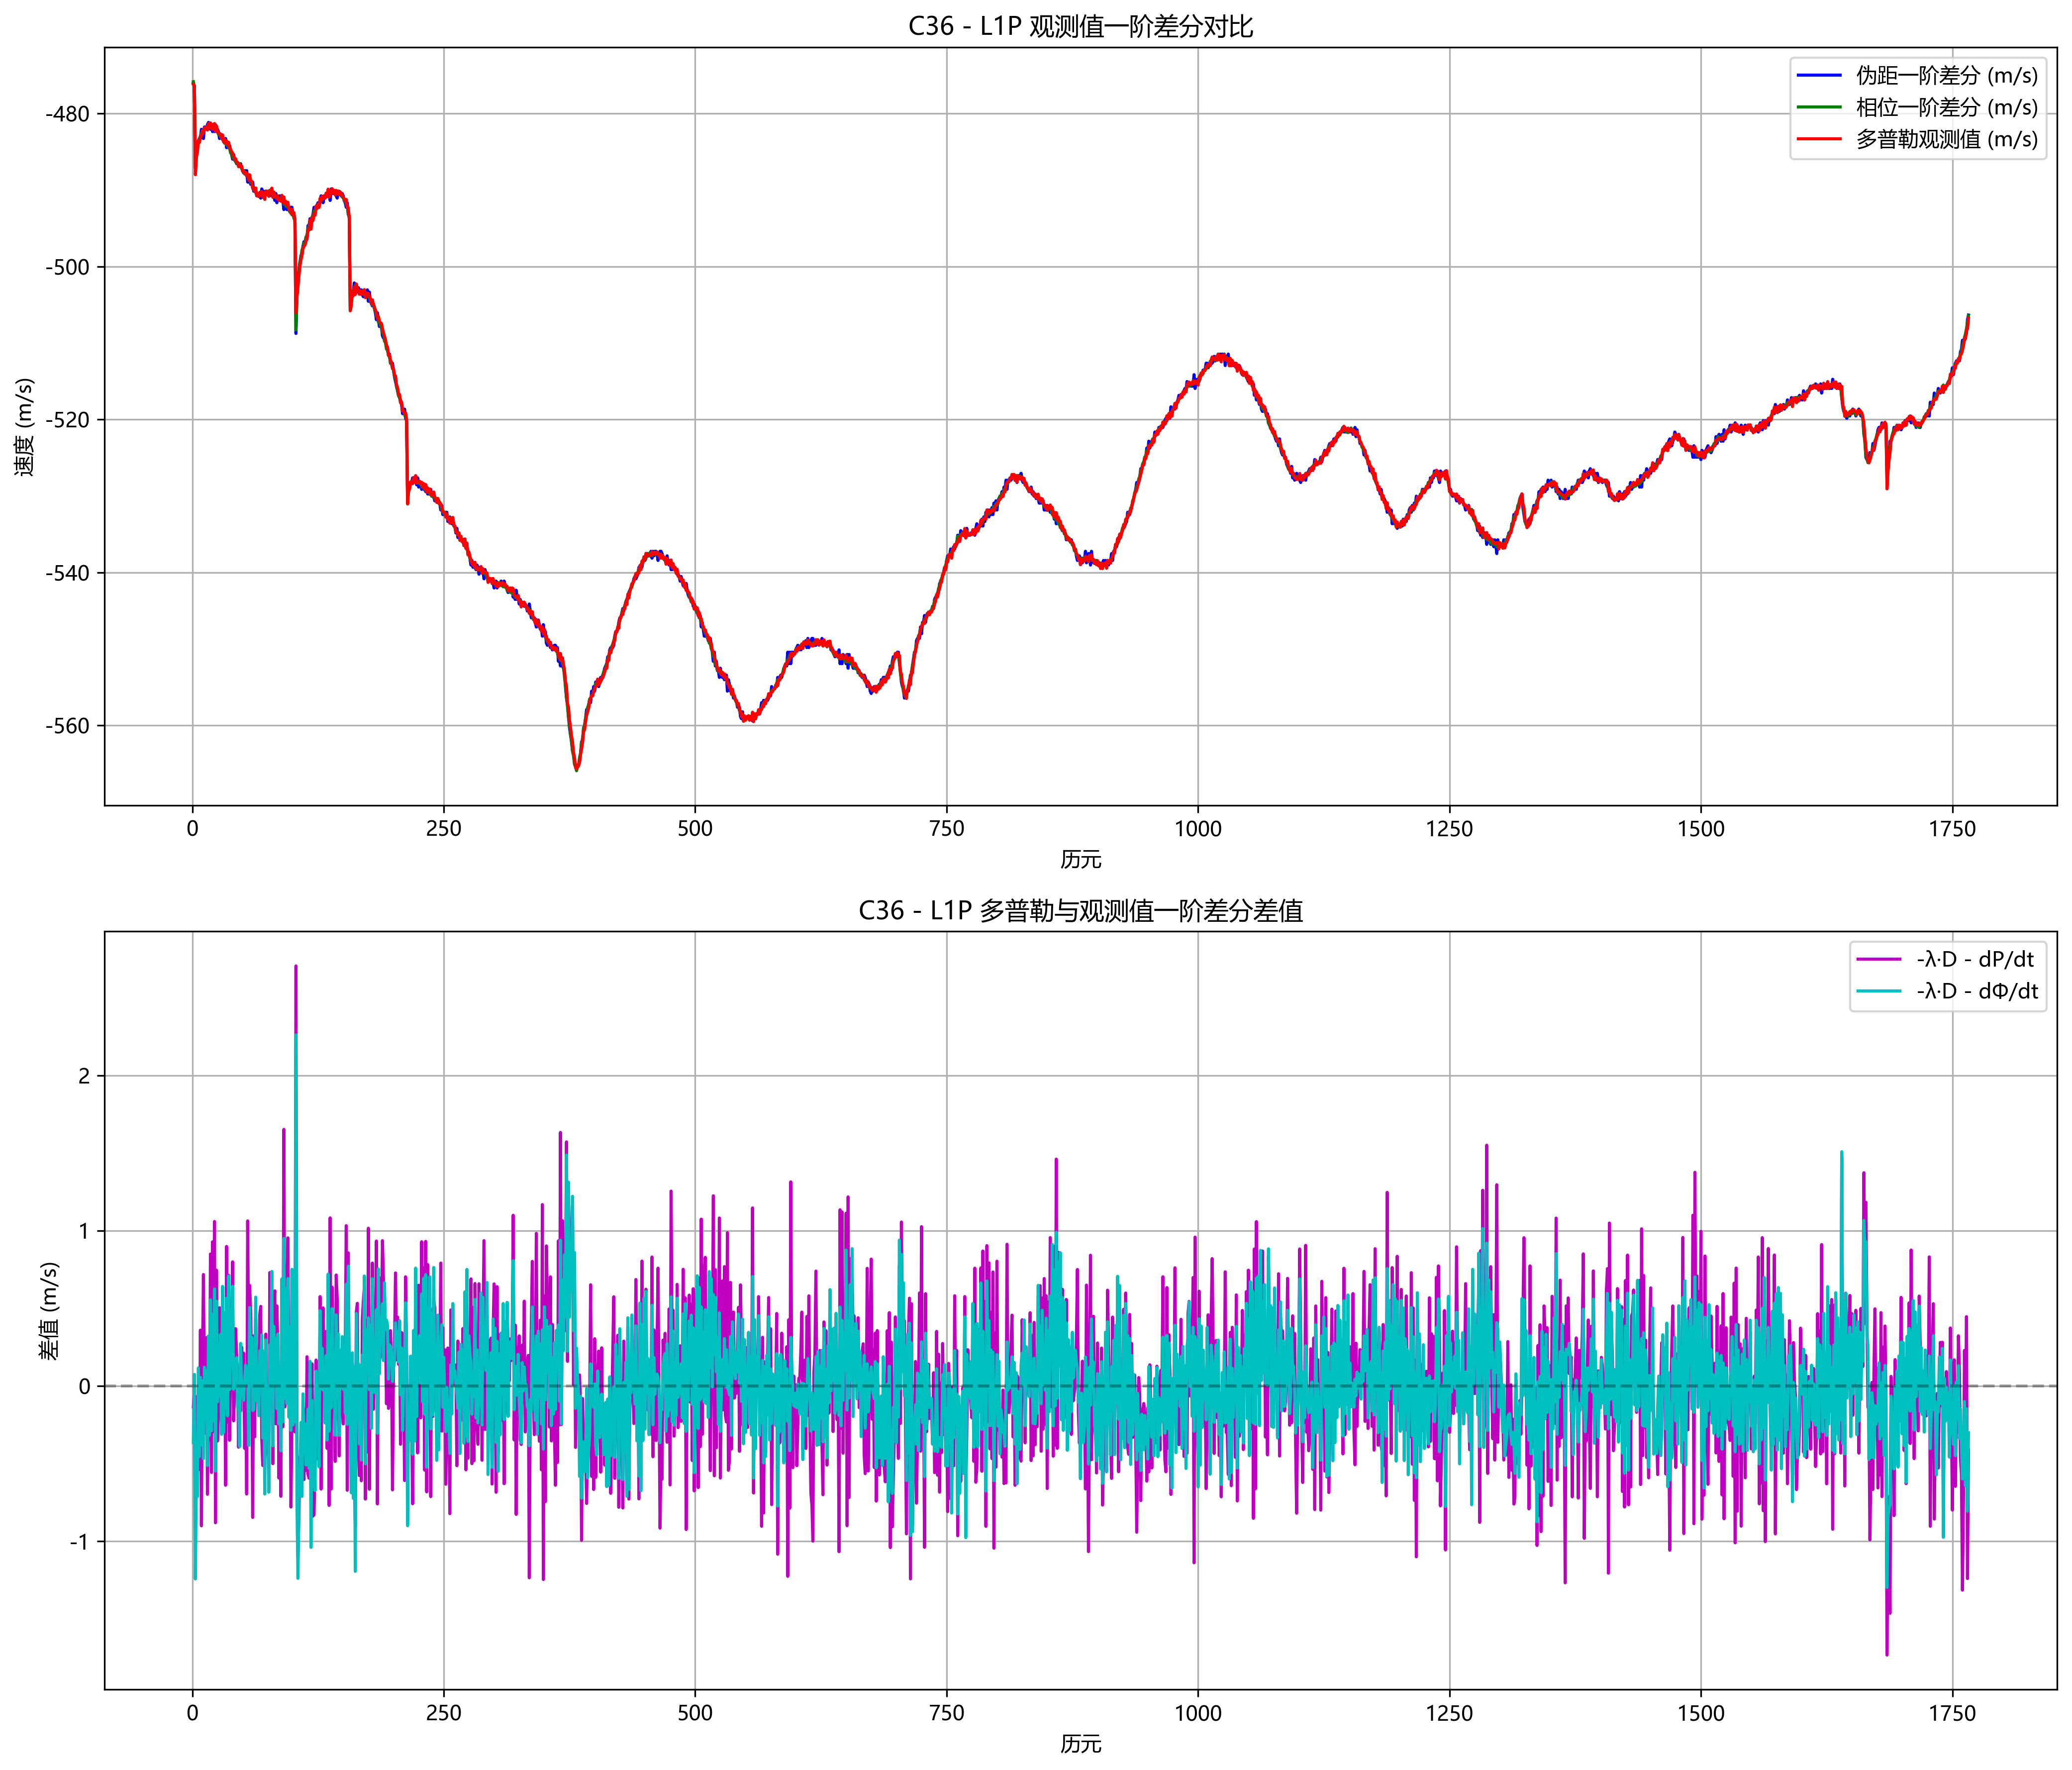 C36 - L1P 观测值一阶差分对比
伪距一阶差分 (m/s)
相位一阶差分 (m/s)
多普勒观测值 (m/s)
速度 (m/s)
-480
-500
-520
-540
-560
0 250 500 750 1000 1250 1500 1750
历元
C36 - L1P 多普勒与观测值一阶差分差值
-λ·D - dP/dt
-λ·D - dΦ/dt
差值 (m/s)
2
1
0
-1
0 250 500 750 1000 1250 1500 1750
历元